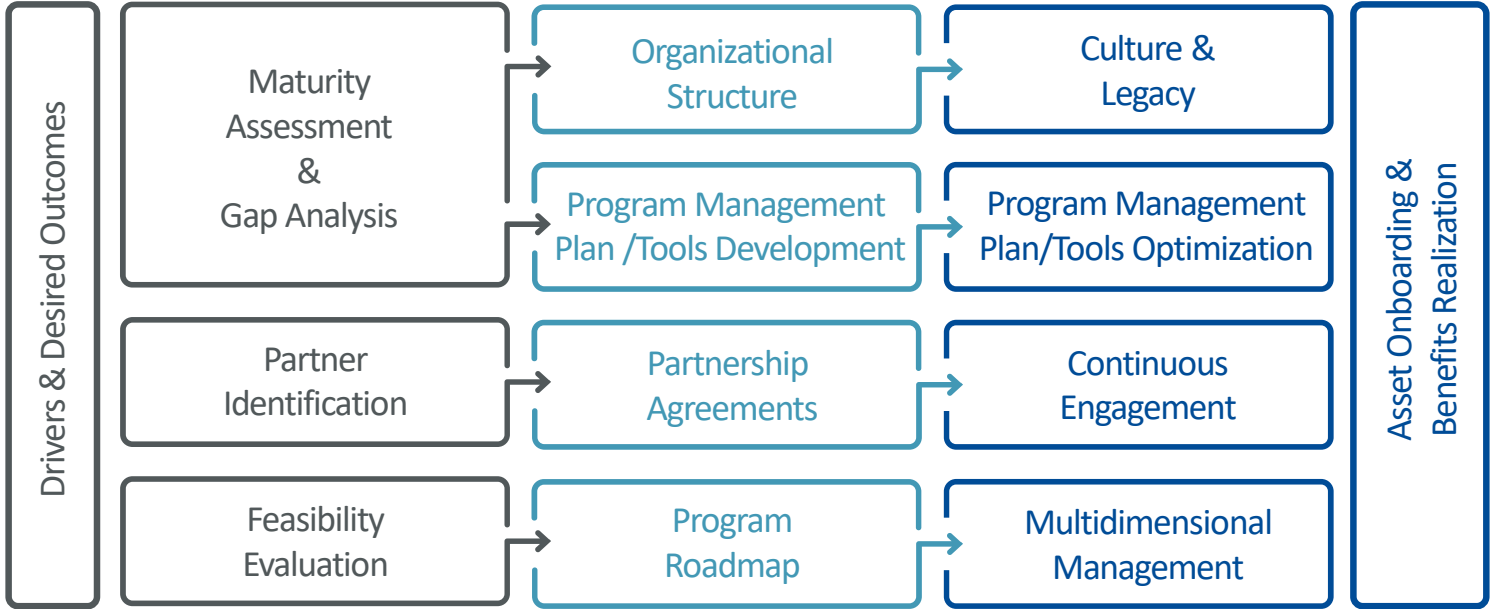 Drivers & Desired Outcomes
Maturity
Assessment
&
Gap Analysis
Organizational
Structure
Culture &
Legacy
Program Management
Plan /Tools Development
Program Management
Plan/Tools Optimization
Partner
Identification
Partnership
Agreements
Continuous
Engagement
Feasibility
Evaluation
Program
Roadmap
Multidimensional
Management
Asset Onboarding &
Benefits Realization